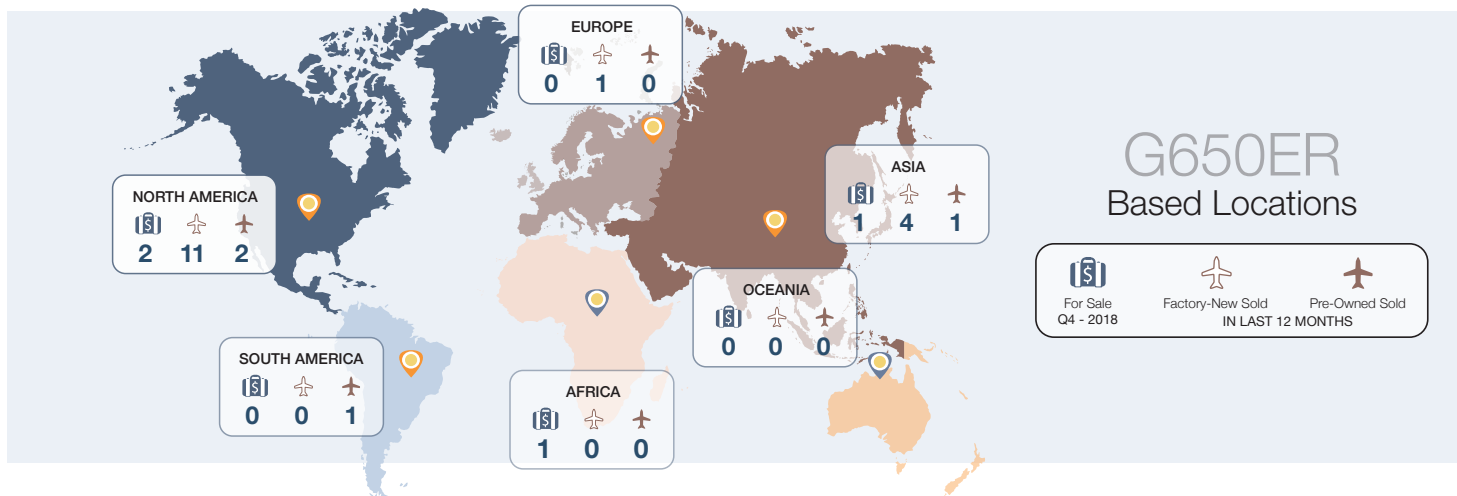 EUROPE
0 1 0
NORTH AMERICA
2 11 2
ASIA
1 4 1
OCEANIA
0 0 0
SOUTH AMERICA
0 0 1
AFRICA
1 0 0
G650ER
Based Locations
For Sale
Q4 - 2018
Factory-New Sold Pre-Owned Sold
IN LAST 12 MONTHS